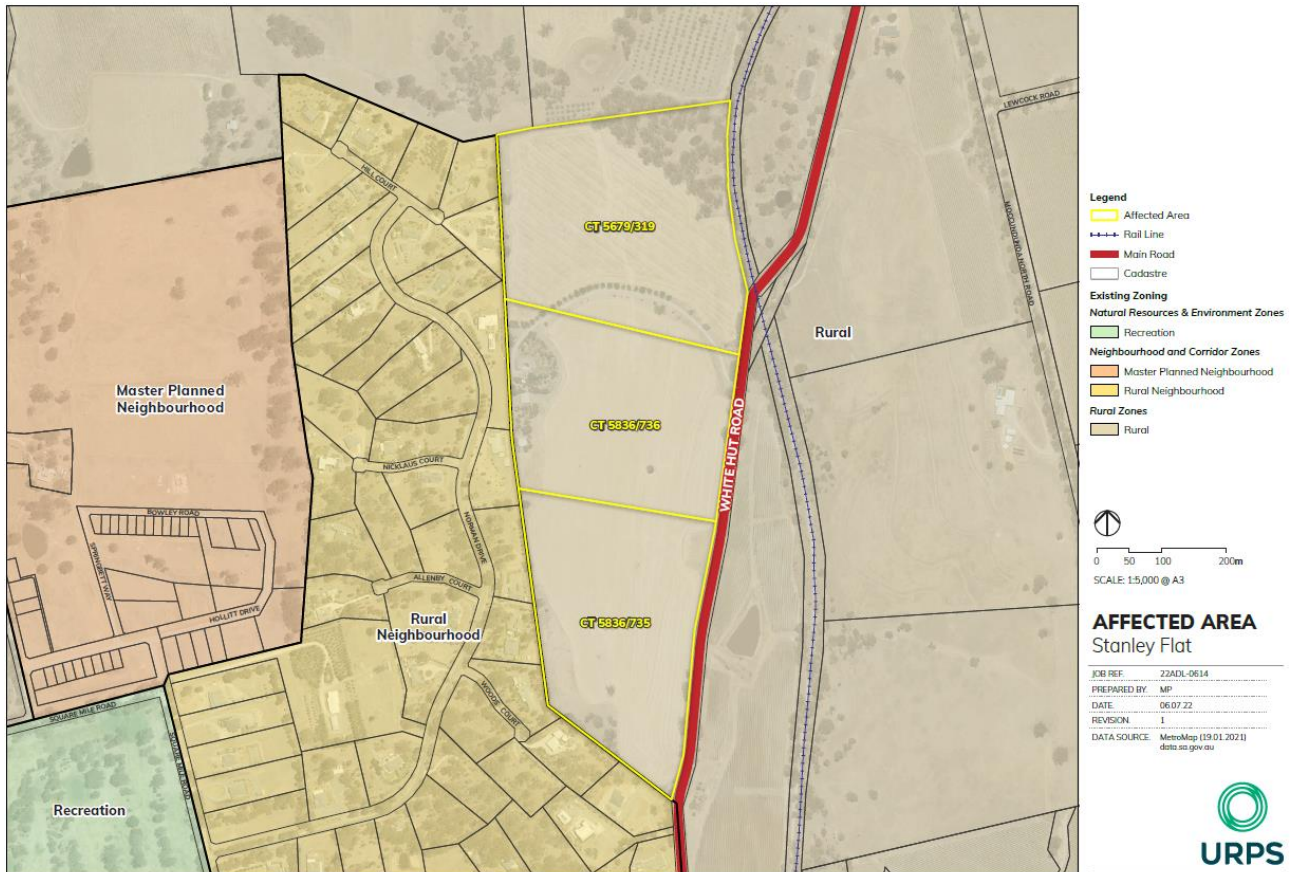 LEWCOCK ROAD
HILL COURT
CT 5679/319
MOCCUNDUNDA NORTH ROAD
Rural
Master Planned
Neighbourhood
CT 5836/736
WHITE HUT ROAD
NICKLAUS COURT
BOWLEY ROAD
SPRINGBETT WAY
NORMAN DRIVE
ALLENBY COURT
HOLLITT DRIVE
Rural
Neighbourhood
CT 5836/735
WOODS COURT
SQUARE MILE ROAD
SQUARE MILE ROAD
Recreation
Legend
Affected Area
Rail Line
Main Road
Cadastre
Existing Zoning
Natural Resources & Environment Zones
Recreation
Neighbourhood and Corridor Zones
Master Planned Neighbourhood
Rural Neighbourhood
Rural Zones
Rural
0 50 100 200m
SCALE: 1:5,000 @ A3
AFFECTED AREA
Stanley Flat
JOB REF. 22ADL-0614
PREPARED BY. MP
DATE. 06.07.22
REVISION. 1
DATA SOURCE. MetroMap (19.01.2021)
data.sa.gov.au
URPS